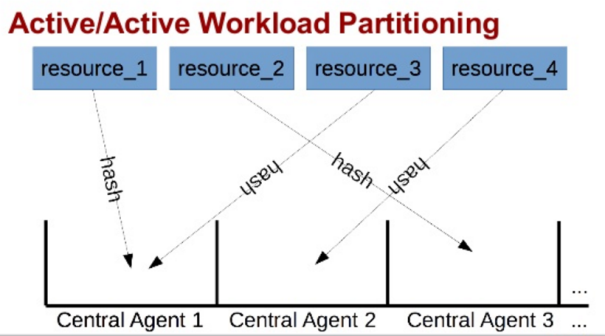 Active/Active Workload Partitioning
resource_1 resource_2 resource_3 resource_4
hash hash hash hash
...
Central Agent 1 Central Agent 2 Central Agent 3 ...